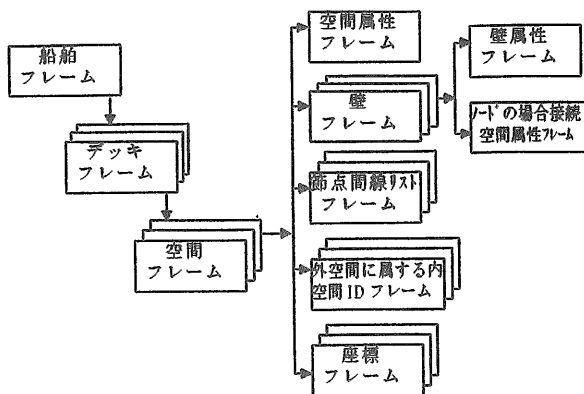 船舶
フレーム
デッキ
フレーム
空間
フレーム
空間属性
フレーム
壁
フレーム
節点間線リスト
フレーム
外空間に属する内
空間IDフレーム
座標
フレーム
壁属性
フレーム
ノードの場合接続
空間属性フレーム